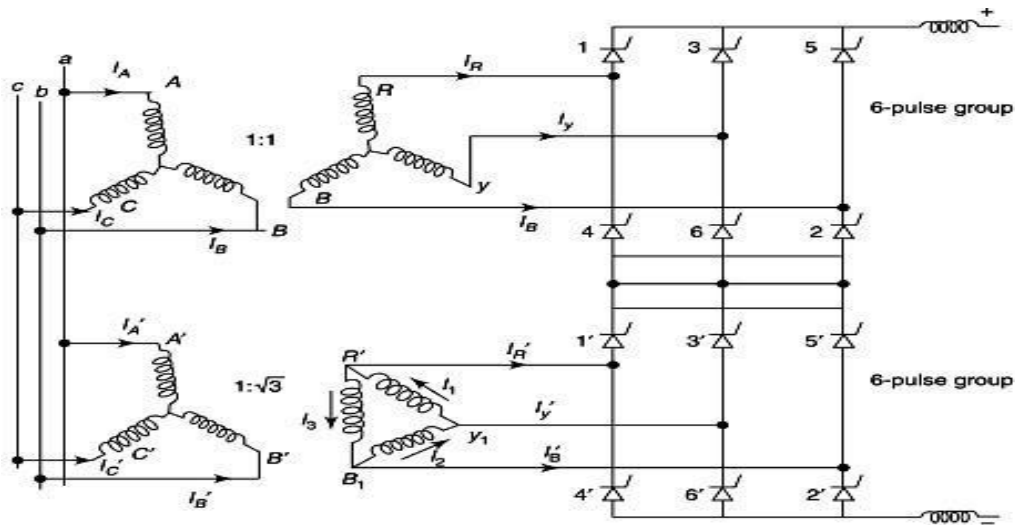 +
1 3 5
a
I_A A
c b
I_R
R
6-pulse group
1:1
I_y
C B y
I_C
I_B B
I_B
4 6 2
I_A' A'
1' 3' 5'
R' I_R'
1:√3
I_1
6-pulse group
I_3
I_y'
C' y_1
I_2
I_C' B' B_1 I_B'
I_B'
4' 6' 2'
–